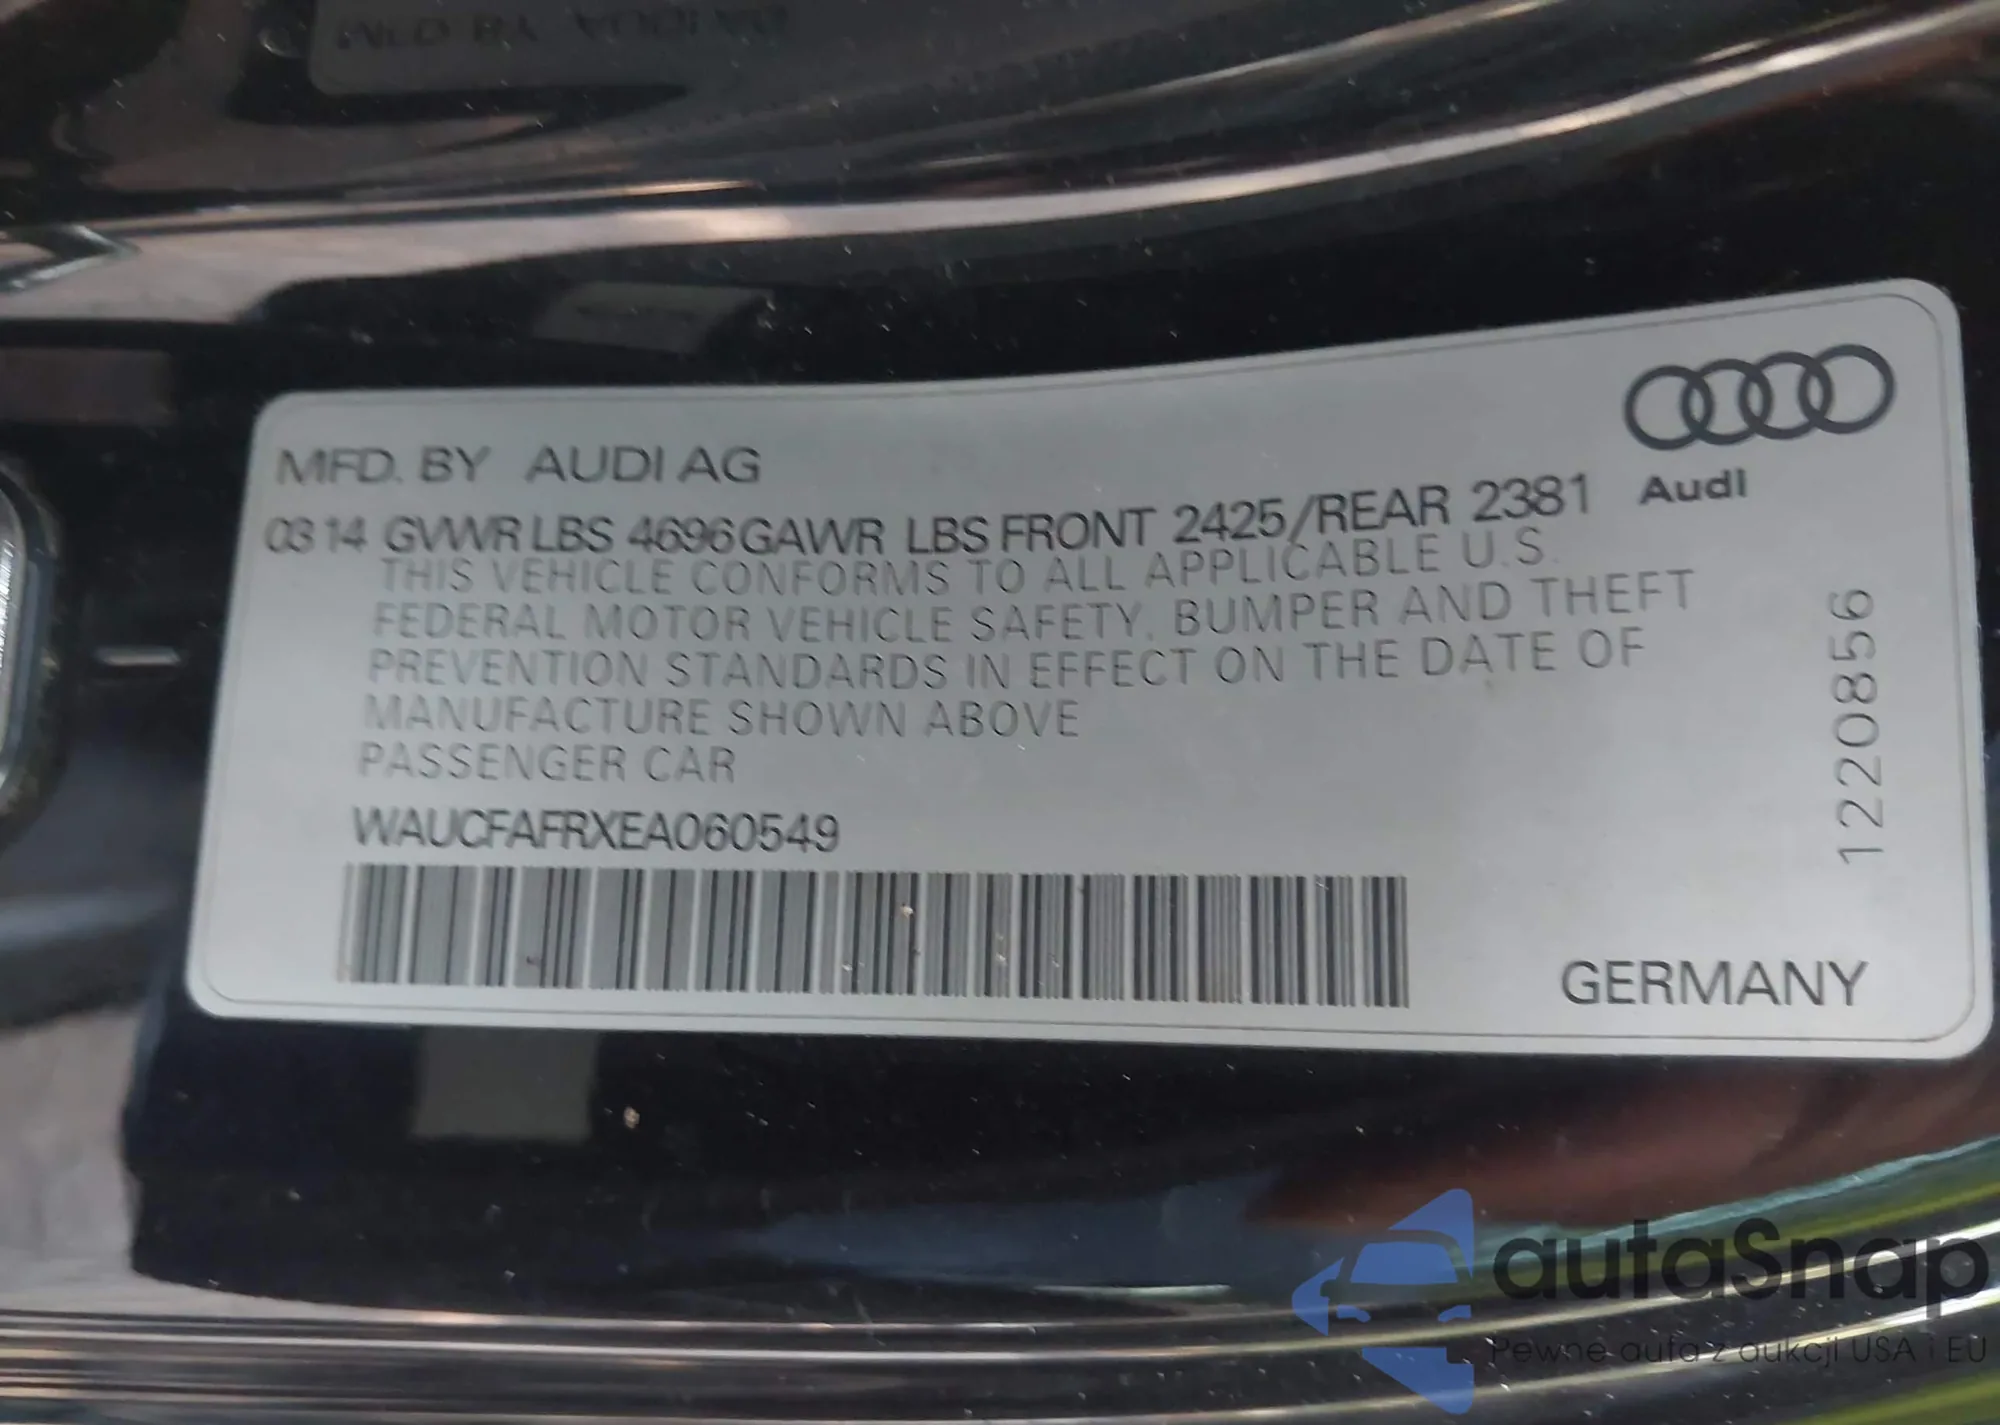 MFD. BY AUDI AG
Audi
03 14 GVWR LBS 4696 GAWR LBS FRONT 2425/REAR 2381
THIS VEHICLE CONFORMS TO ALL APPLICABLE U.S.
FEDERAL MOTOR VEHICLE SAFETY, BUMPER AND THEFT
PREVENTION STANDARDS IN EFFECT ON THE DATE OF
MANUFACTURE SHOWN ABOVE
PASSENGER CAR
WAUCFAFRXEA060549
1220856
GERMANY
autaSnap
Pewne auta z aukcji USA i EU